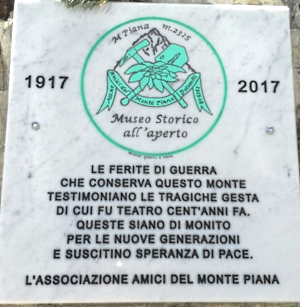 M Piana m.2325
Monte Piana
1917 2017
Museo Storico
all'aperto
LE FERITE DI GUERRA
CHE CONSERVA QUESTO MONTE
TESTIMONIANO LE TRAGICHE GESTA
DI CUI FU TEATRO CENT'ANNI FA.
QUESTE SIANO DI MONITO
PER LE NUOVE GENERAZIONI
E SUSCITINO SPERANZA DI PACE.
L'ASSOCIAZIONE AMICI DEL MONTE PIANA